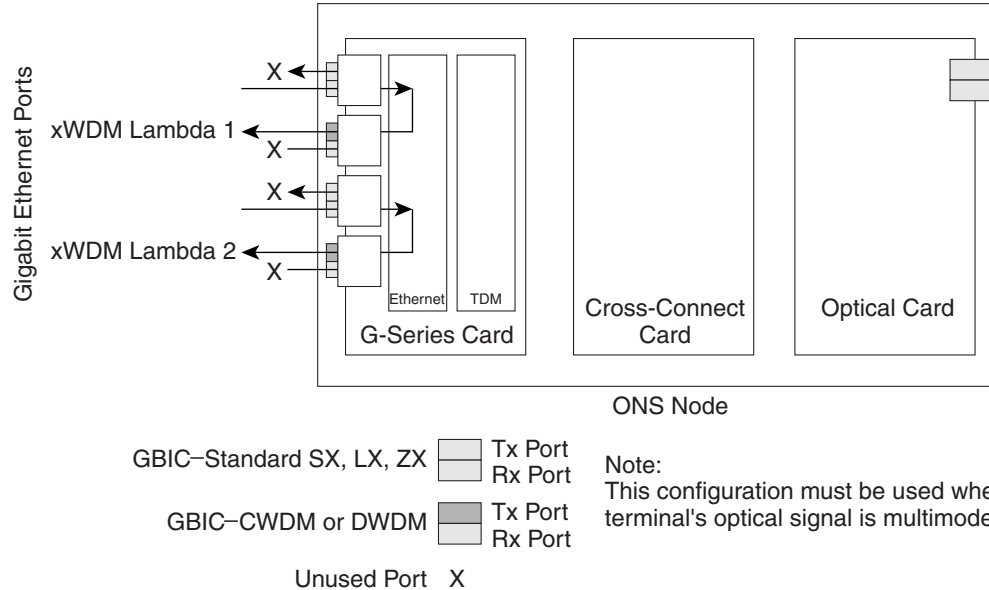 Gigabit Ethernet Ports
X
xWDM Lambda 1
X
X
xWDM Lambda 2
X
Ethernet
TDM
G-Series Card
Cross-Connect
Card
Optical Card
ONS Node
GBIC–Standard SX, LX, ZX
Tx Port
Rx Port
GBIC–CWDM or DWDM
Tx Port
Rx Port
Unused Port X
Note:
This configuration must be used whe
terminal's optical signal is multimode